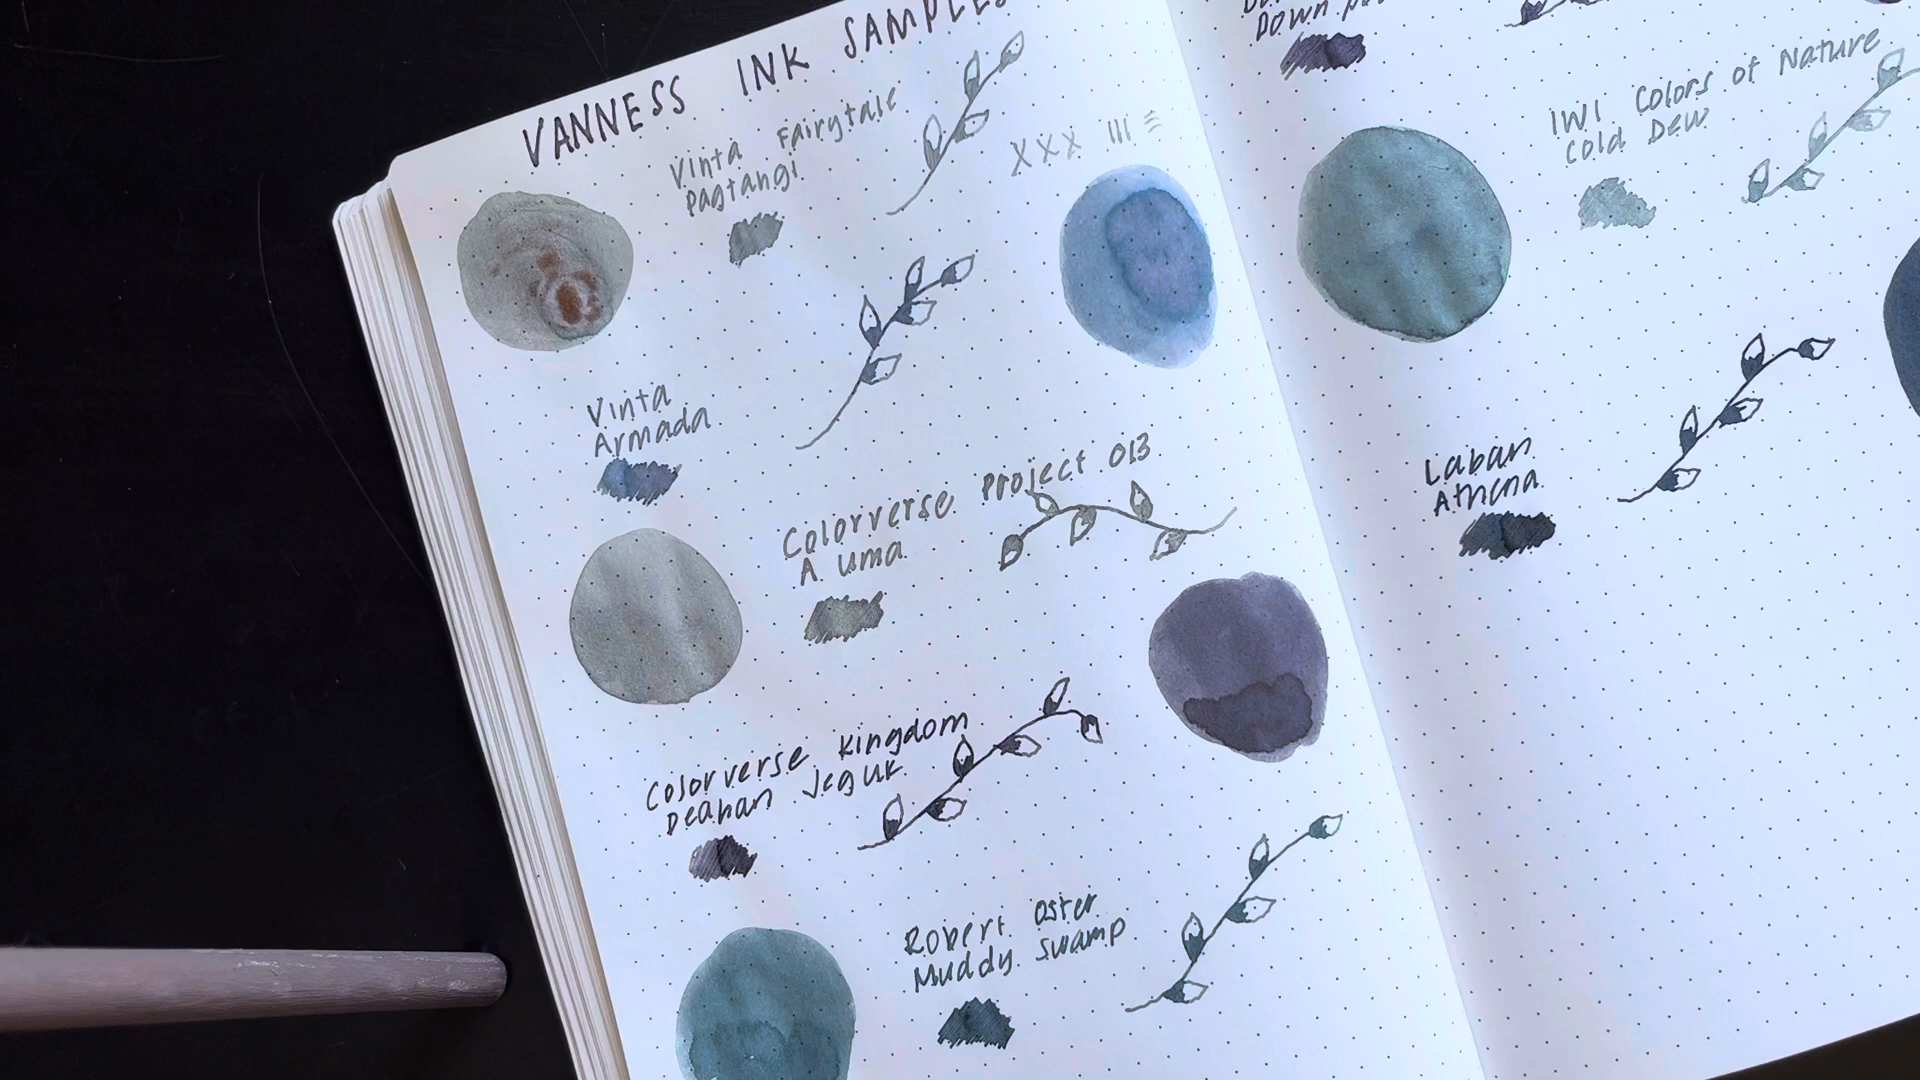 VANNESS INK SAMPLES
Vinta Fairytale
Pagtangi
XXX III ≡
Vinta
Armada
Colorverse Project 013
A. Uma
Colorverse Kingdom
Deahan Jeguk
Robert Oster
Muddy Swamp
Down
IWI Colors of Nature
Cold Dew
Laban
Athena